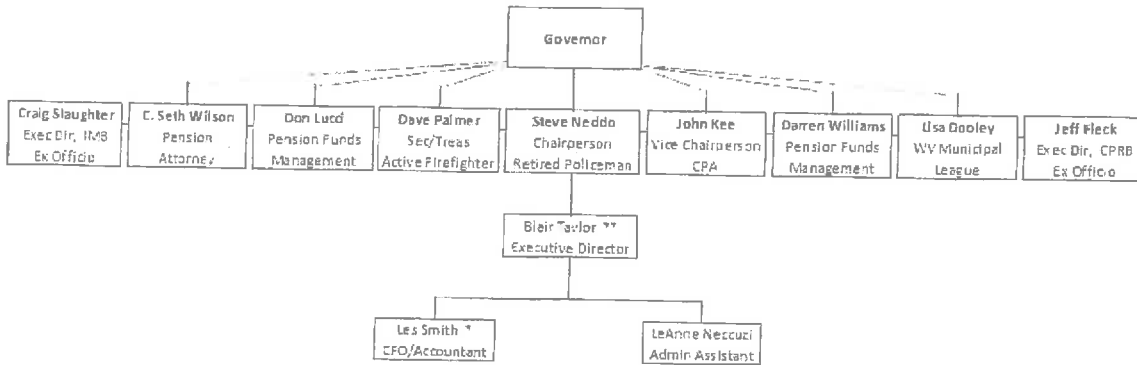 Governor
Craig Slaughter
Exec Dir, IMB
Ex Officio
C. Seth Wilson
Pension
Attorney
Don Lucci
Pension Funds
Management
Dave Palmer
Sec/Treas
Active Firefighter
Steve Neddo
Chairperson
Retired Policeman
John Kee
Vice Chairperson
CPA
Darren Williams
Pension Funds
Management
Lisa Dooley
WV Municipal
League
Jeff Fleck
Exec Dir, CPRB
Ex Officio
Blair Taylor **
Executive Director
Les Smith *
CFO/Accountant
LeAnne Neccuzi
Admin Assistant